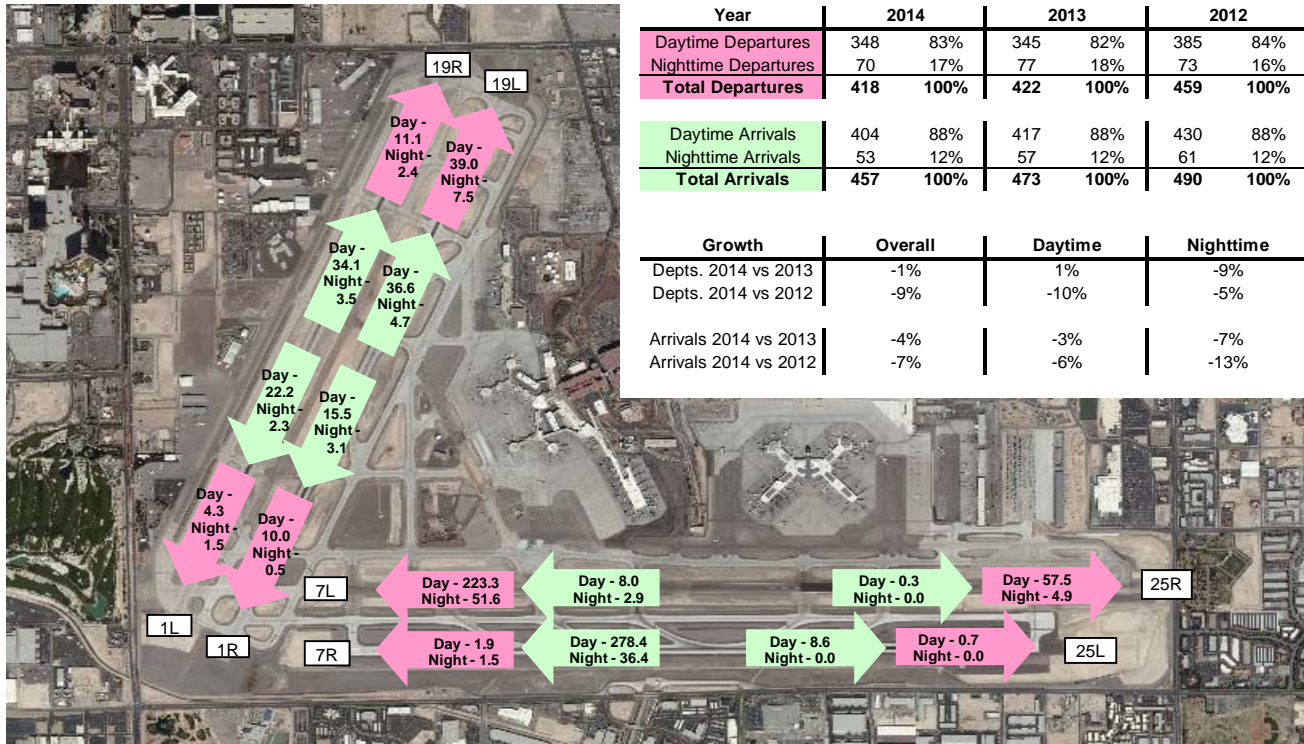 Year 2014 2013 2012
Daytime Departures 348 83% 345 82% 385 84%
Nighttime Departures 70 17% 77 18% 73 16%
Total Departures 418 100% 422 100% 459 100%
Daytime Arrivals 404 88% 417 88% 430 88%
Nighttime Arrivals 53 12% 57 12% 61 12%
Total Arrivals 457 100% 473 100% 490 100%
Growth Overall Daytime Nighttime
Depts. 2014 vs 2013 -1% 1% -9%
Depts. 2014 vs 2012 -9% -10% -5%
Arrivals 2014 vs 2013 -4% -3% -7%
Arrivals 2014 vs 2012 -7% -6% -13%
19R
19L
Day -
11.1
Night -
2.4
Day -
39.0
Night -
7.5
Day -
34.1
Night -
3.5
Day -
36.6
Night -
4.7
Day -
22.2
Night -
2.3
Day -
15.5
Night -
3.1
Day -
4.3
Night -
1.5
Day -
10.0
Night -
0.5
1L
1R
7L
Day - 223.3
Night - 51.6
Day - 8.0
Night - 2.9
Day - 0.3
Night - 0.0
Day - 57.5
Night - 4.9
25R
7R
Day - 1.9
Night - 1.5
Day - 278.4
Night - 36.4
Day - 8.6
Night - 0.0
Day - 0.7
Night - 0.0
25L